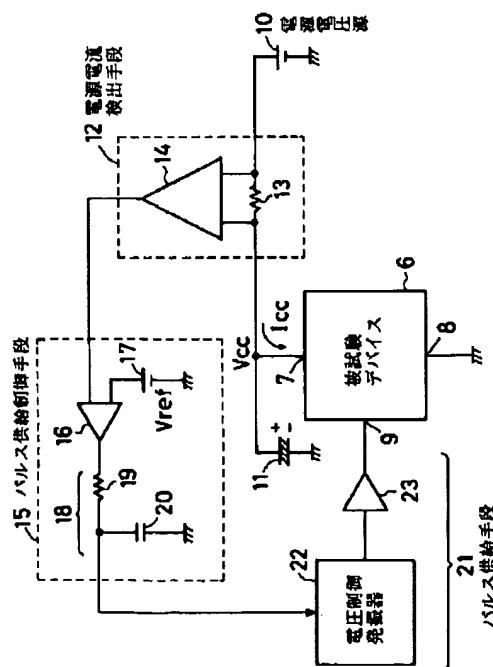 15 パルス供給制御手段
16
17
Vref
18
19
20
12 電源電流
検出手段
14
13
10
電源電圧源
Vcc
Icc
11
+
-
7
6
被試験
デバイス
8
9
23
22
電圧制御
発振器
21
パルス供給手段